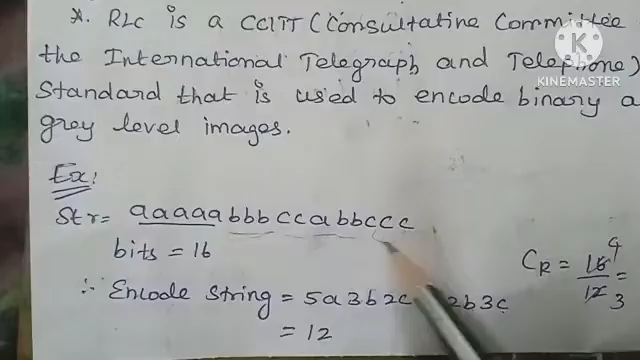 *. RLC is a CCITT (Consultative Committee
the International Telegraph and Telephone)
Standard that is used to encode binary a
grey level images.
K
KINEMASTER
Ex:
Str = aaaaabbbccabbccc
bits = 16
CR = 16 4
12 = 3
∴ Encode String = 5a3b2c 2b3c
= 12